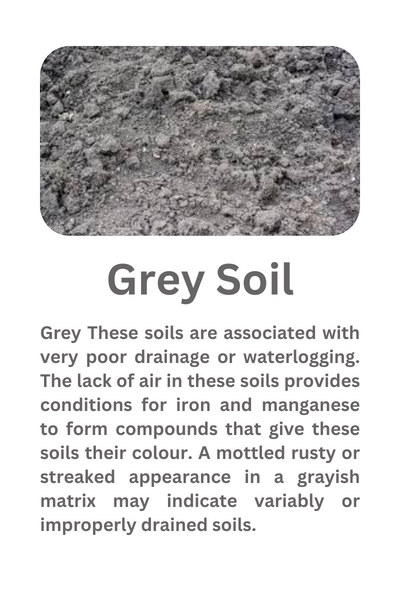 Grey Soil
Grey These soils are associated with
very poor drainage or waterlogging.
The lack of air in these soils provides
conditions for iron and manganese
to form compounds that give these
soils their colour. A mottled rusty or
streaked appearance in a grayish
matrix may indicate variably or
improperly drained soils.